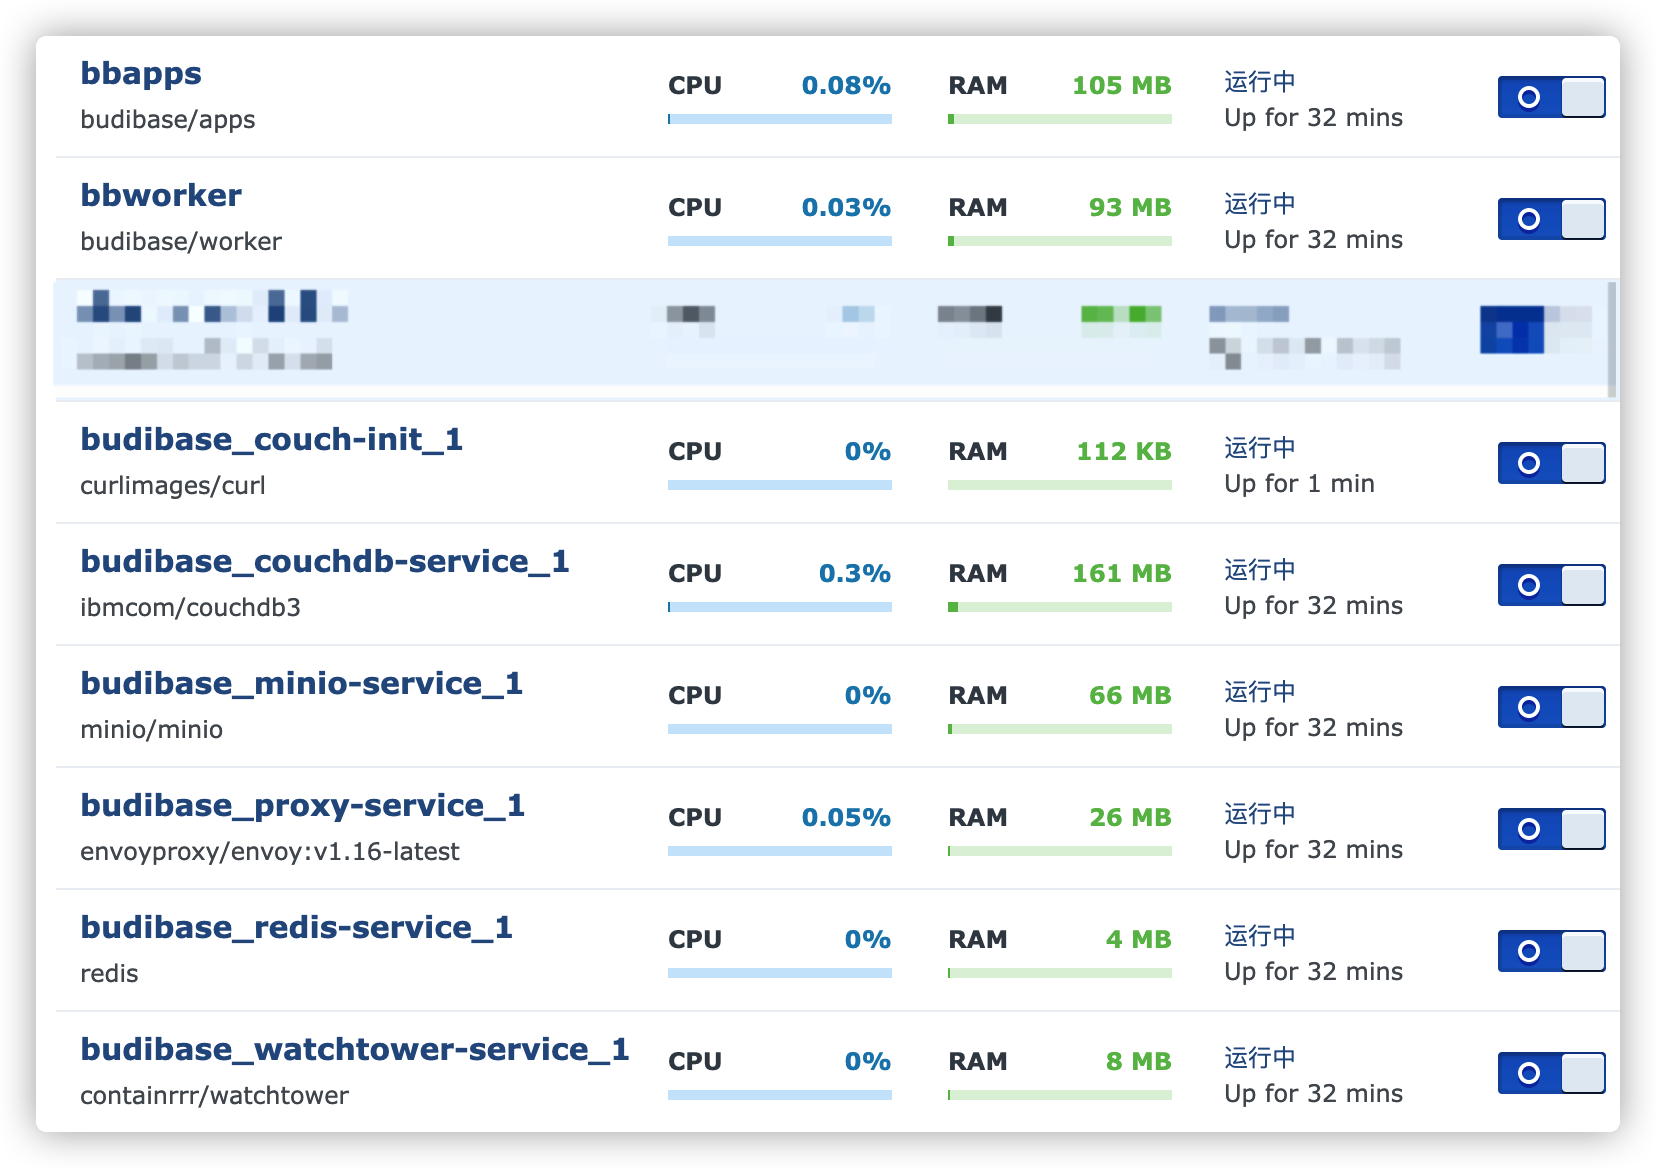 bbapps
budibase/apps
CPU 0.08%
RAM 105 MB
运行中
Up for 32 mins
bbworker
budibase/worker
CPU 0.03%
RAM 93 MB
运行中
Up for 32 mins
budibase_couch-init_1
curlimages/curl
CPU 0%
RAM 112 KB
运行中
Up for 1 min
budibase_couchdb-service_1
ibmcom/couchdb3
CPU 0.3%
RAM 161 MB
运行中
Up for 32 mins
budibase_minio-service_1
minio/minio
CPU 0%
RAM 66 MB
运行中
Up for 32 mins
budibase_proxy-service_1
envoyproxy/envoy:v1.16-latest
CPU 0.05%
RAM 26 MB
运行中
Up for 32 mins
budibase_redis-service_1
redis
CPU 0%
RAM 4 MB
运行中
Up for 32 mins
budibase_watchtower-service_1
containrrr/watchtower
CPU 0%
RAM 8 MB
运行中
Up for 32 mins